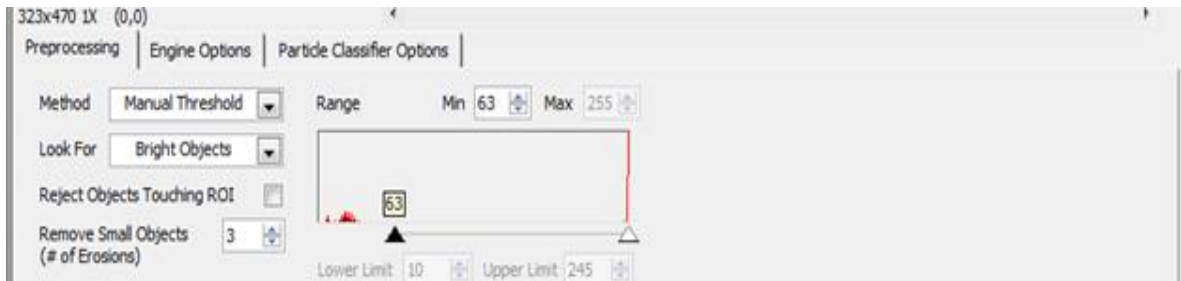 323x470 1X (0,0)
Preprocessing Engine Options Particle Classifier Options
Method Manual Threshold Range Min 63 Max 255
Look For Bright Objects
Reject Objects Touching ROI
63
Remove Small Objects 3
(# of Erosions)
Lower Limit 10 Upper Limit 245